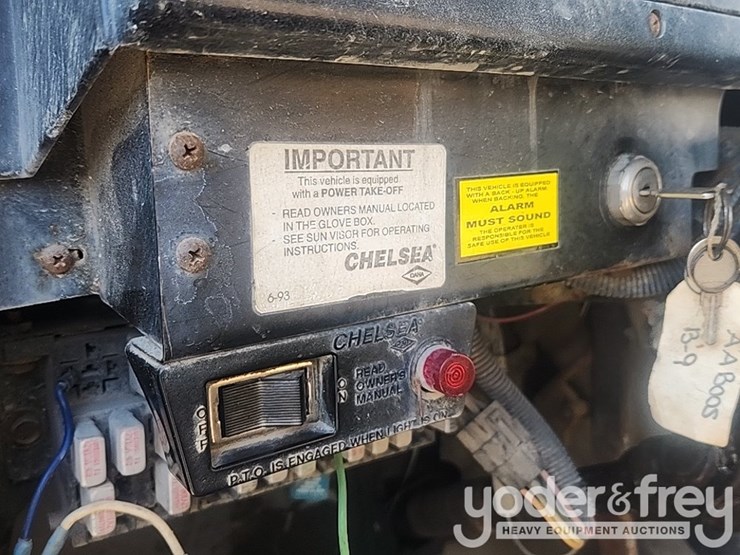 IMPORTANT
This vehicle is equipped
with a POWER TAKE-OFF
READ OWNERS MANUAL LOCATED
IN THE GLOVE BOX.
SEE SUN VISOR FOR OPERATING
INSTRUCTIONS.
CHELSEA®
DANA
6-93
THIS VEHICLE IS EQUIPPED
WITH A BACK-UP ALARM.
WHEN BACKING, THE
ALARM
MUST SOUND
THE OPERATOR IS
RESPONSIBLE FOR THE
SAFE USE OF THIS VEHICLE
CHELSEA®
OFF
ON
READ
OWNER'S
MANUAL
P.T.O. IS ENGAGED WHEN LIGHT IS ON
B-9
yoder&frey
HEAVY EQUIPMENT AUCTIONS